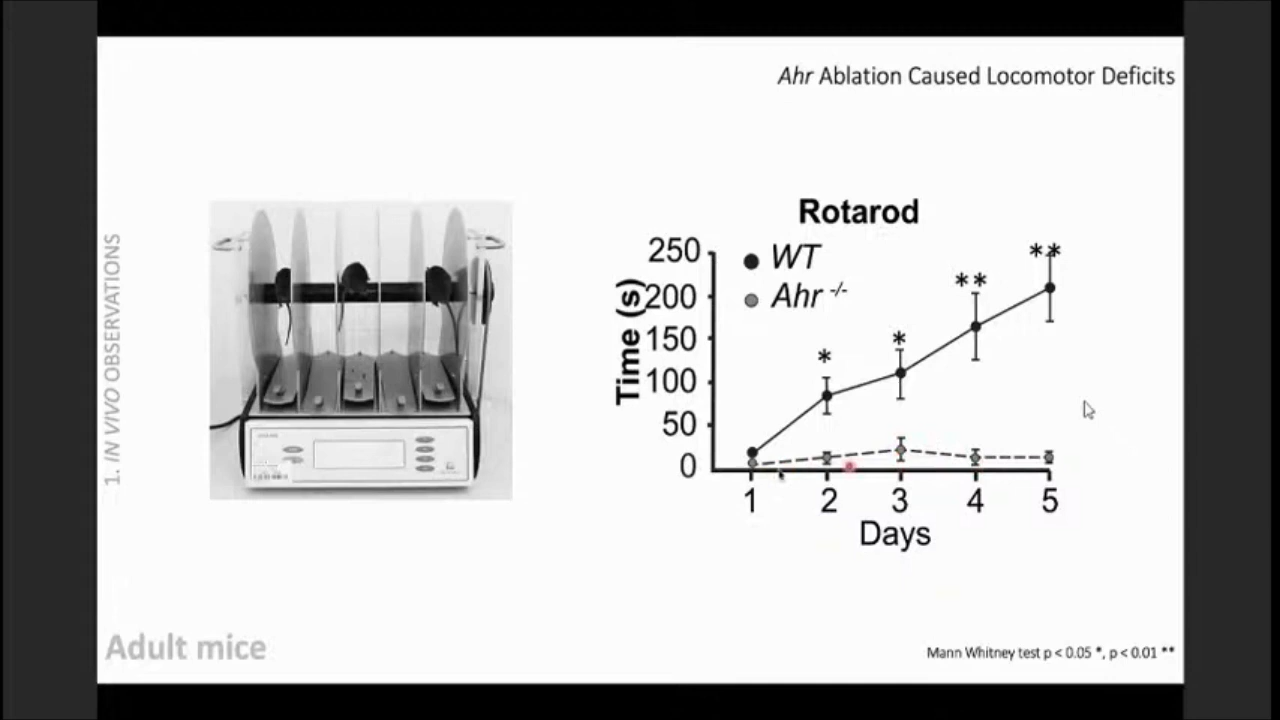 Ahr Ablation Caused Locomotor Deficits
1. IN VIVO OBSERVATIONS
Rotarod
WT
Ahr -/-
Time (s)
250
200
150
100
50
0
*
*
**
**
1 2 3 4 5
Days
Adult mice
Mann Whitney test p < 0.05 *, p < 0.01 **